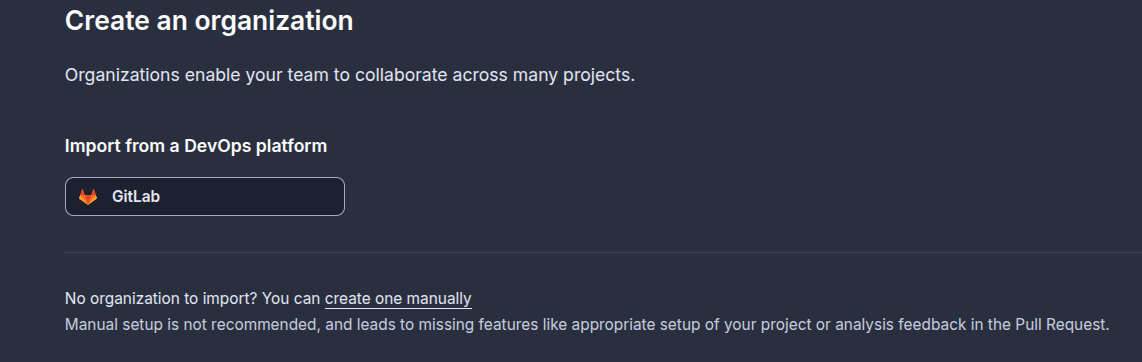 Create an organization
Organizations enable your team to collaborate across many projects.
Import from a DevOps platform
GitLab
No organization to import? You can create one manually
Manual setup is not recommended, and leads to missing features like appropriate setup of your project or analysis feedback in the Pull Request.